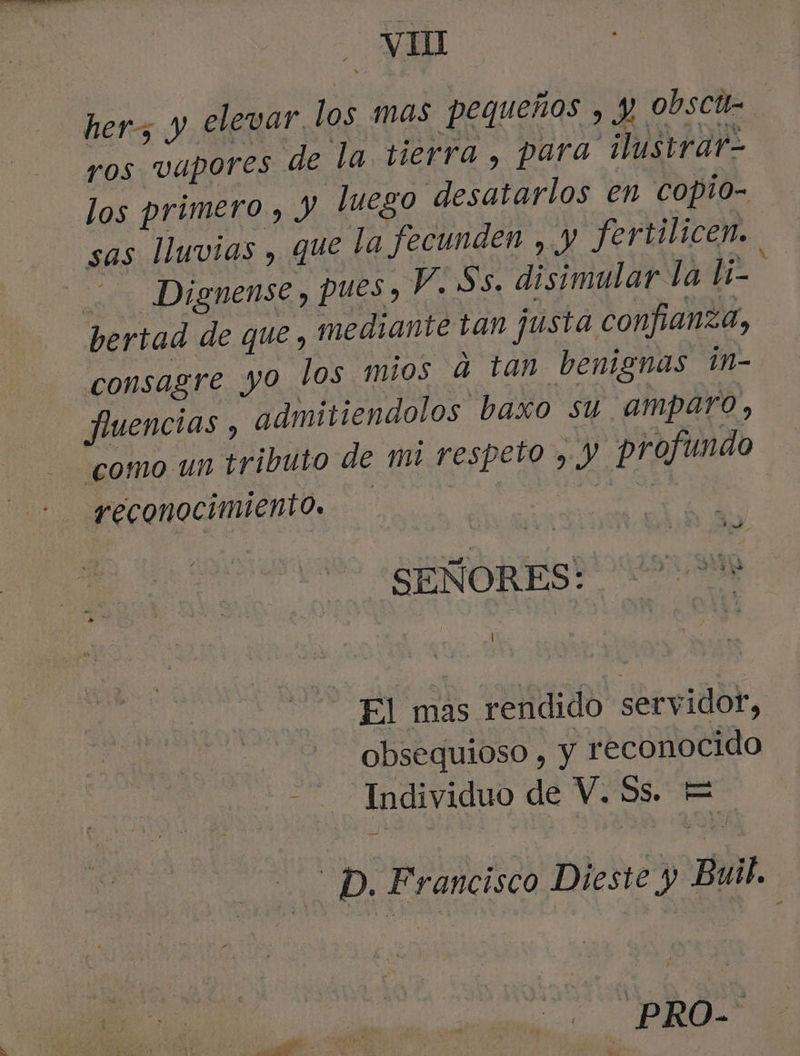 VIII
her, y elevar los mas pequeños , y obscu-
ros vapores de la tierra , para ilustrar-
los primero , y luego desatarlos en copio-
sas lluvias , que la fecunden , y fertilicen.
Dignense , pues , V. Ss. disimular la li-
bertad de que , mediante tan justa confianza,
consagre yo los mios à tan benignas in-
fluencias , admitiendolos baxo su amparo,
como un tributo de mi respeto , y profundo
reconocimiento.
SEÑORES:
El mas rendido servidor,
obsequioso , y reconocido
Individuo de V. Ss. =
D. Francisco Dieste y Buil.
PRO-